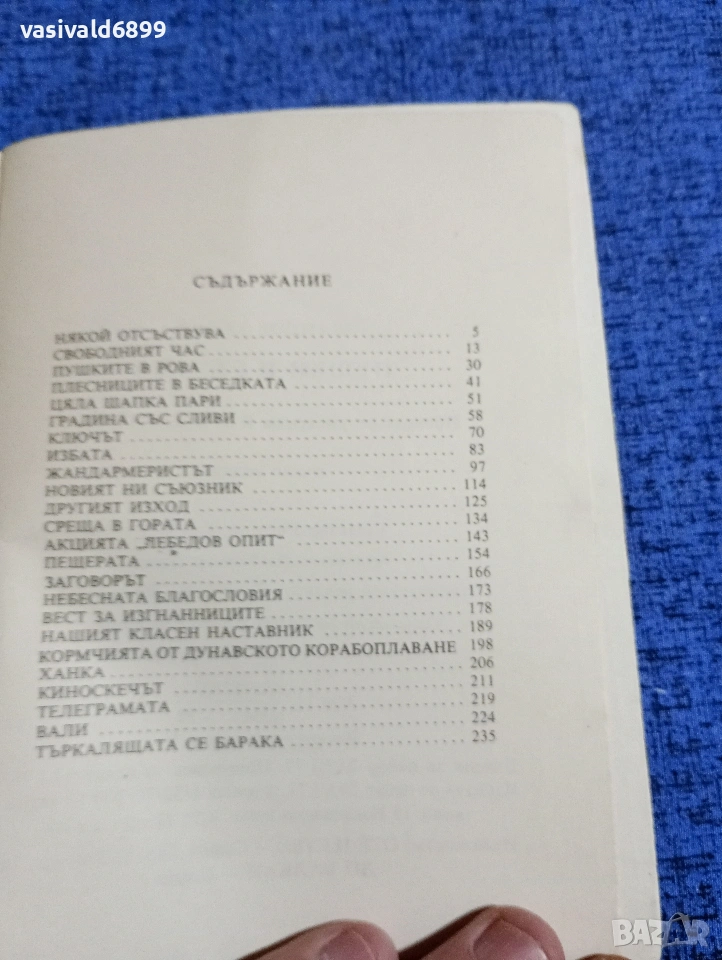 vasivald6899
СЪДЪРЖАНИЕ
НЯКОЙ ОТСЪСТВУВА 5
СВОБОДНИЯТ ЧАС 13
ПУШКИТЕ В РОВА 30
ПЛЕСНИЦИТЕ В БЕСЕДКАТА 41
ЦЯЛА ШАПКА ПАРИ 51
ГРАДИНА СЪС СЛИВИ 58
КЛЮЧЪТ 70
ИЗБАТА 83
ЖАНДАРМЕРИСТЪТ 97
НОВИЯТ НИ СЪЮЗНИК 114
ДРУГИЯТ ИЗХОД 125
СРЕЩА В ГОРАТА 134
АКЦИЯТА „ЛЕБЕДОВ ОПИТ“ 143
ПЕЩЕРАТА 154
ЗАГОВОРЪТ 166
НЕБЕСНАТА БЛАГОСЛОВИЯ 173
ВЕСТ ЗА ИЗГНАННИЦИТЕ 178
НАШИЯТ КЛАСЕН НАСТАВНИК 189
КОРМЧИЯТА ОТ ДУНАВСКОТО КОРАБОПЛАВАНЕ 198
ХАНКА 206
КИНОСКЕЧЪТ 211
ТЕЛЕГРАМАТА 219
ВАЛИ 224
ТЪРКАЛЯЩАТА СЕ БАРАКА 235
BAZAR